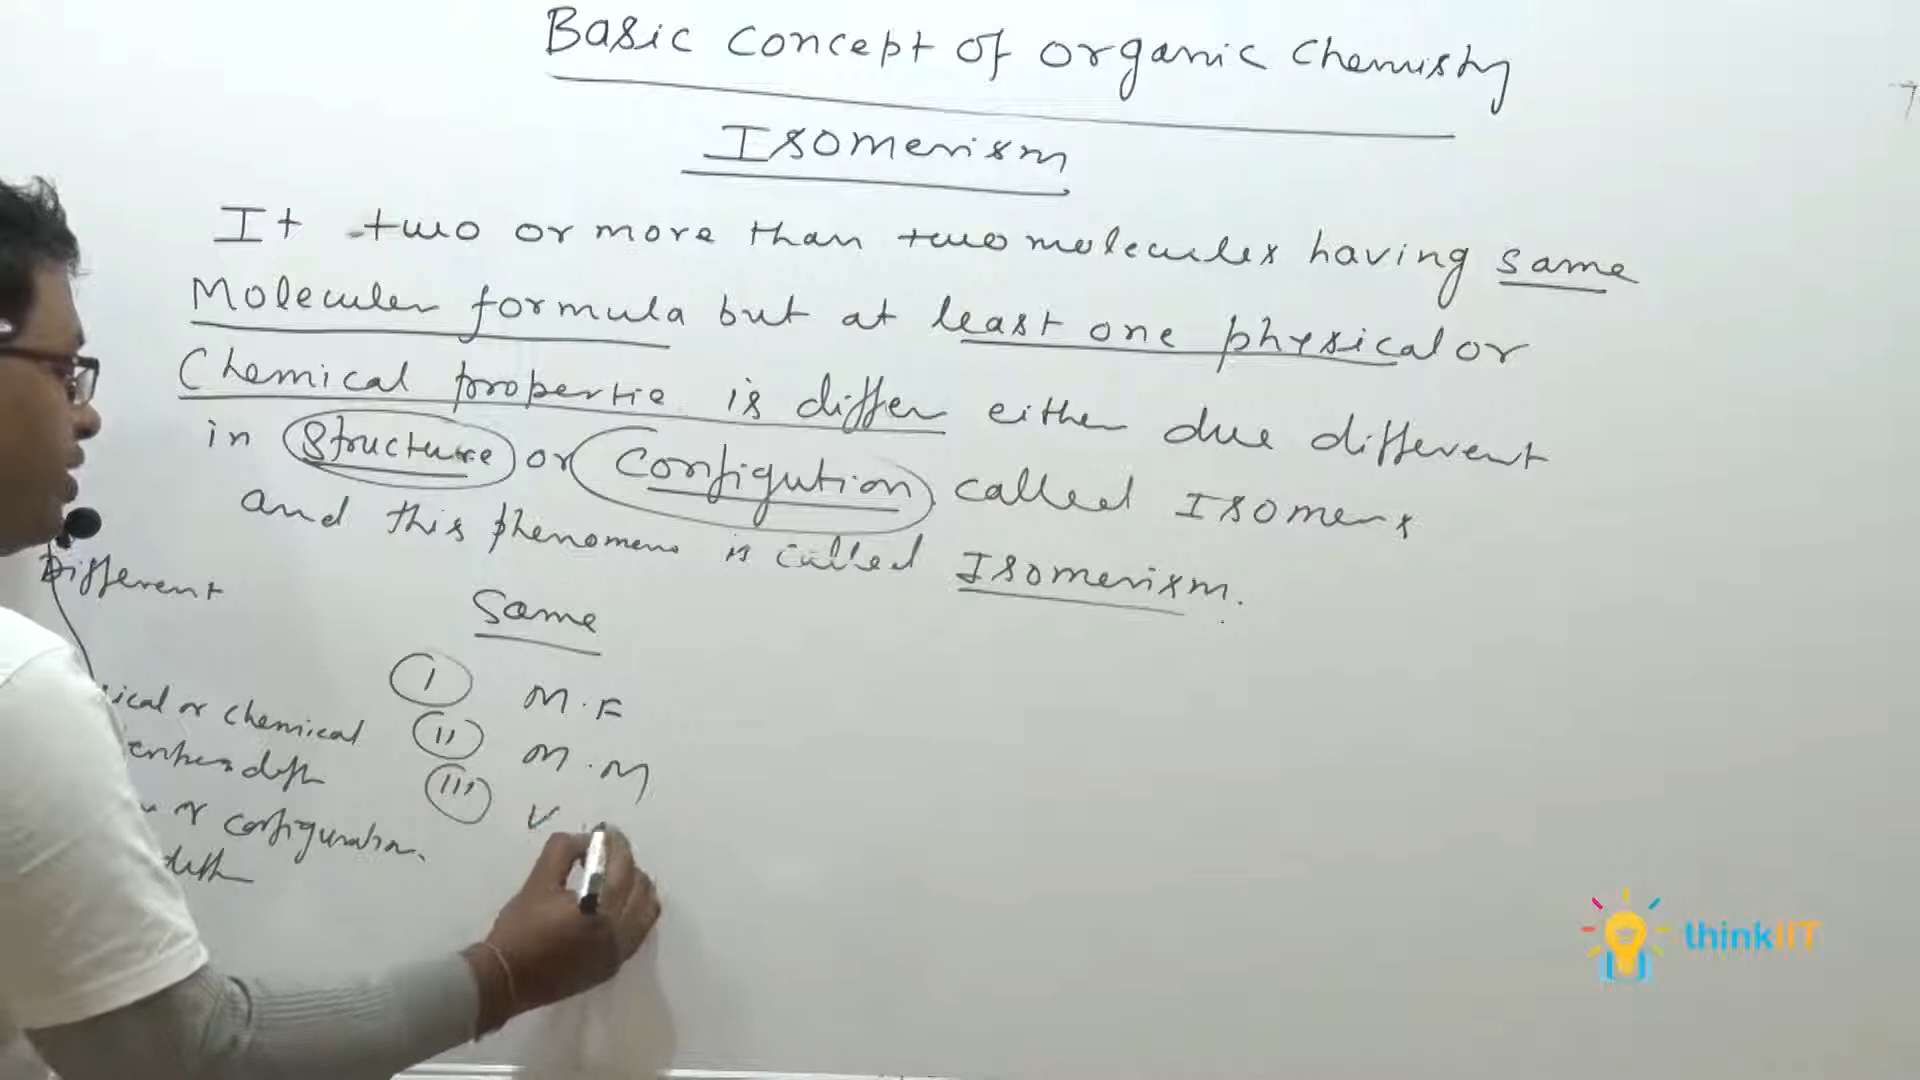 Basic concept of organic Chemistry
Isomerism
It two or more than two molecules having same
Moleculer formula but at least one physical or
Chemical propertie is differ either due different
in Structure or Configution called Isomers
and this phenomena is called Isomerism.
Different
Same
ical or chemical
or configuration.
I M.F
II M.M
III V
thinkIIT